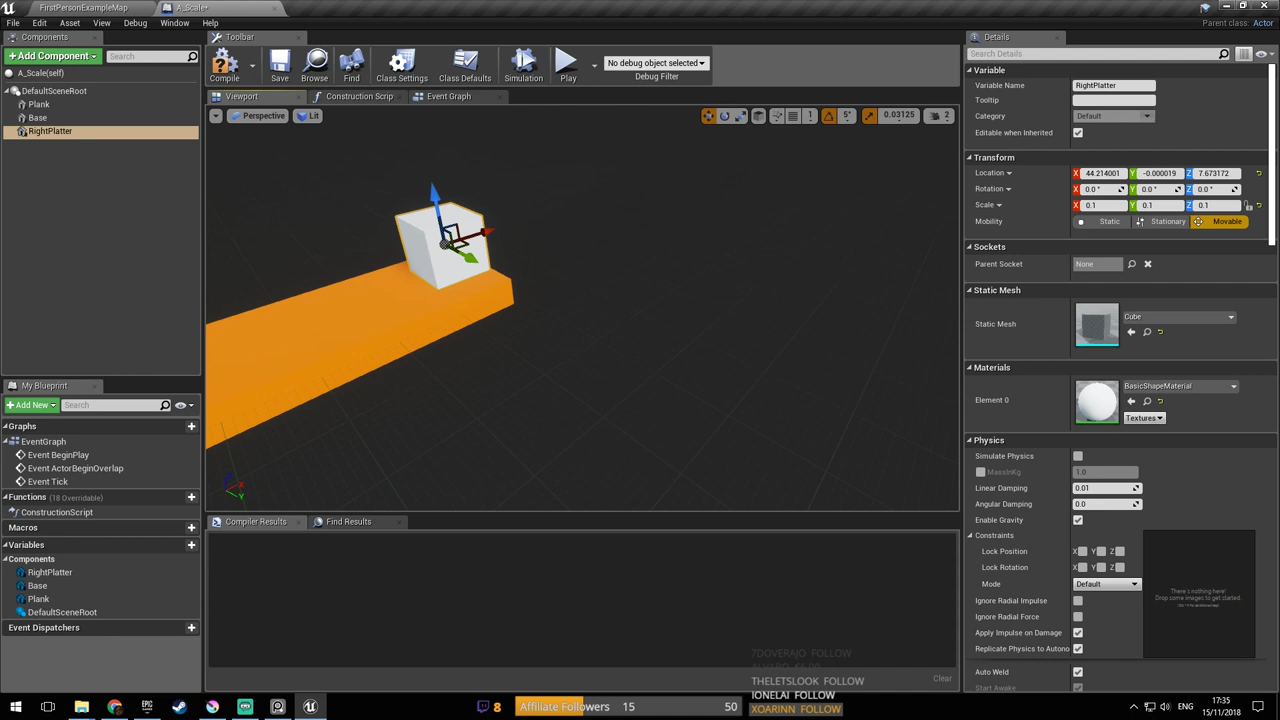 FirstPersonExampleMap
A_Scale*
File Edit Asset View Debug Window Help
Parent class: Actor
Components
Toolbar
Details
+Add Component
Search
Search Details
A_Scale(self)
DefaultSceneRoot
Plank
Base
RightPlatter
Compile
Save
Browse
Find
Class Settings
Class Defaults
Simulation
Play
No debug object selected
Debug Filter
Viewport
Construction Scrip
Event Graph
Perspective
Lit
1
5°
0.03125
2
Variable
Variable Name RightPlatter
Tooltip
Category Default
Editable when Inherited
Transform
Location X 44.214001 Y -0.000019 Z 7.673172
Rotation X 0.0 ° Y 0.0 ° Z 0.0 °
Scale X 0.1 Y 0.1 Z 0.1
Mobility Static Stationary Movable
Sockets
Parent Socket None
Static Mesh
Static Mesh Cube
Materials
Element 0 BasicShapeMaterial
Textures
Physics
Simulate Physics
MassInKg 1.0
Linear Damping 0.01
Angular Damping 0.0
Enable Gravity
Constraints
Lock Position X Y Z
Lock Rotation X Y Z
Mode Default
Ignore Radial Impulse
Ignore Radial Force
Apply Impulse on Damage
Replicate Physics to Autono
Auto Weld
Start Awake
There's nothing here!
Drop some images to get started.
X
Y
My Blueprint
+Add New
Search
Graphs
EventGraph
Event BeginPlay
Event ActorBeginOverlap
Event Tick
Functions (18 Overridable)
ConstructionScript
Macros
Variables
Components
RightPlatter
Base
Plank
DefaultSceneRoot
Event Dispatchers
Compiler Results
Find Results
Clear
7DOVERAJO FOLLOW
THELETSLOOK FOLLOW
IONELAI FOLLOW
XOARINN FOLLOW
8
Affiliate Followers 15 50
17:35
15/11/2018